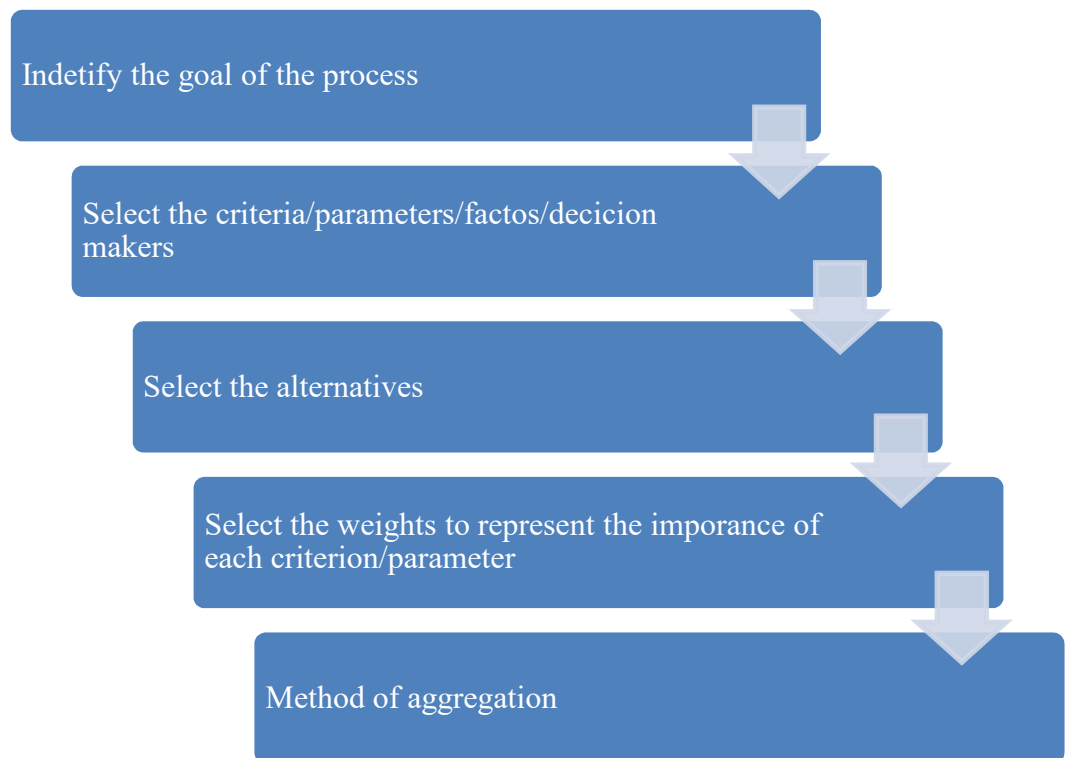 Indetify the goal of the process
Select the criteria/parameters/factos/decicion
makers
Select the alternatives
Select the weights to represent the imporance of
each criterion/parameter
Method of aggregation